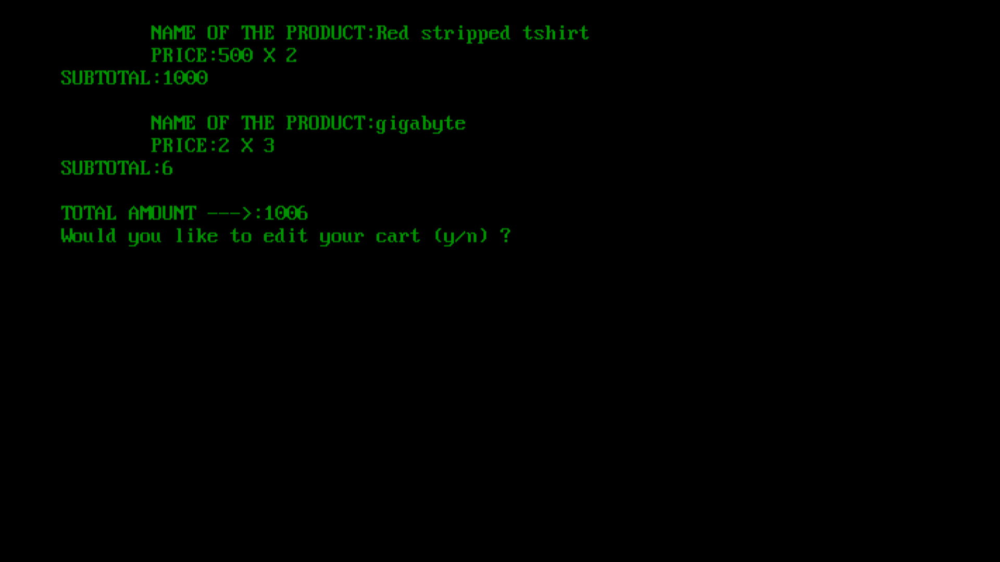 NAME OF THE PRODUCT:Red stripped tshirt
PRICE:500 X 2
SUBTOTAL:1000
NAME OF THE PRODUCT:gigabyte
PRICE:2 X 3
SUBTOTAL:6
TOTAL AMOUNT --->:1006
Would you like to edit your cart (y/n) ?